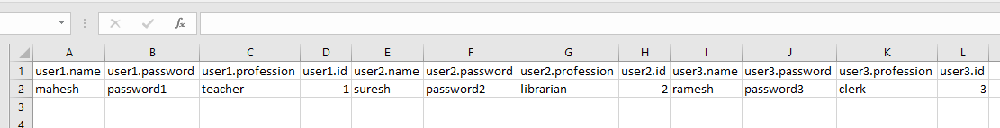 fx
A B C D E F G H I J K L
1 user1.name user1.password user1.profession user1.id user2.name user2.password user2.profession user2.id user3.name user3.password user3.profession user3.id
2 mahesh password1 teacher 1 suresh password2 librarian 2 ramesh password3 clerk 3
3
4